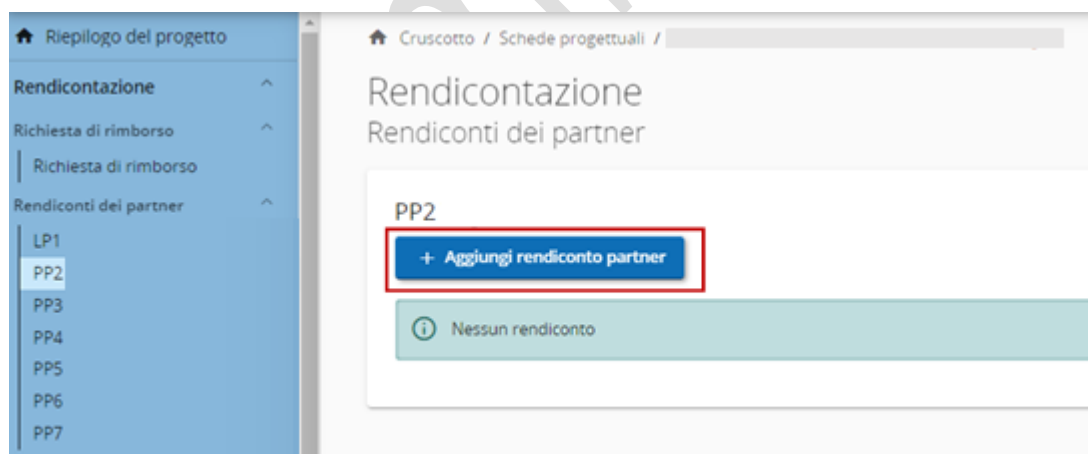 Riepilogo del progetto
Rendicontazione
Richiesta di rimborso
Richiesta di rimborso
Rendiconti dei partner
LP1
PP2
PP3
PP4
PP5
PP6
PP7
Cruscotto / Schede progettuali /
Rendicontazione
Rendiconti dei partner
PP2
+ Aggiungi rendiconto partner
Nessun rendiconto